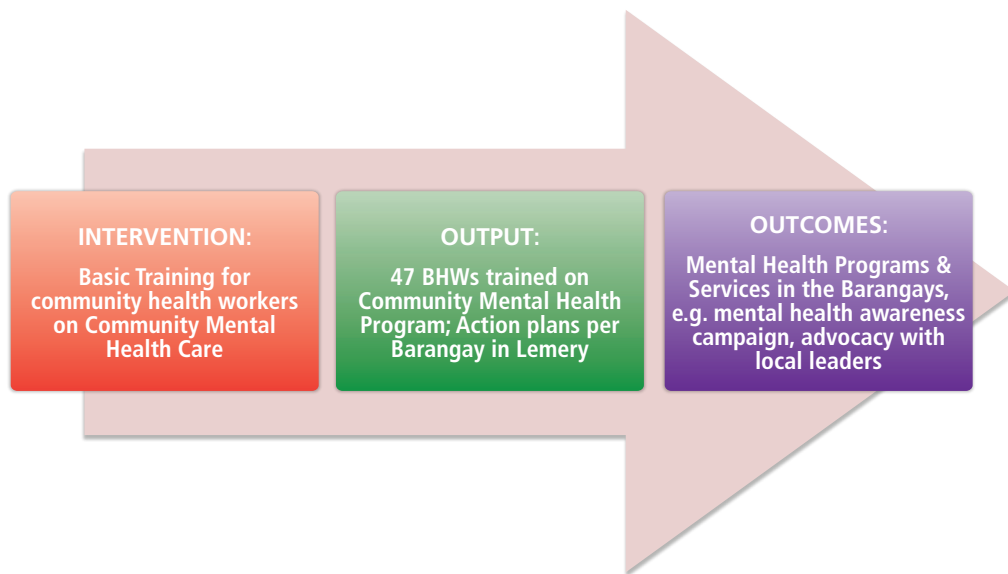 INTERVENTION:
Basic Training for
community health workers
on Community Mental
Health Care
OUTPUT:
47 BHWs trained on
Community Mental Health
Program; Action plans per
Barangay in Lemery
OUTCOMES:
Mental Health Programs &
Services in the Barangays,
e.g. mental health awareness
campaign, advocacy with
local leaders